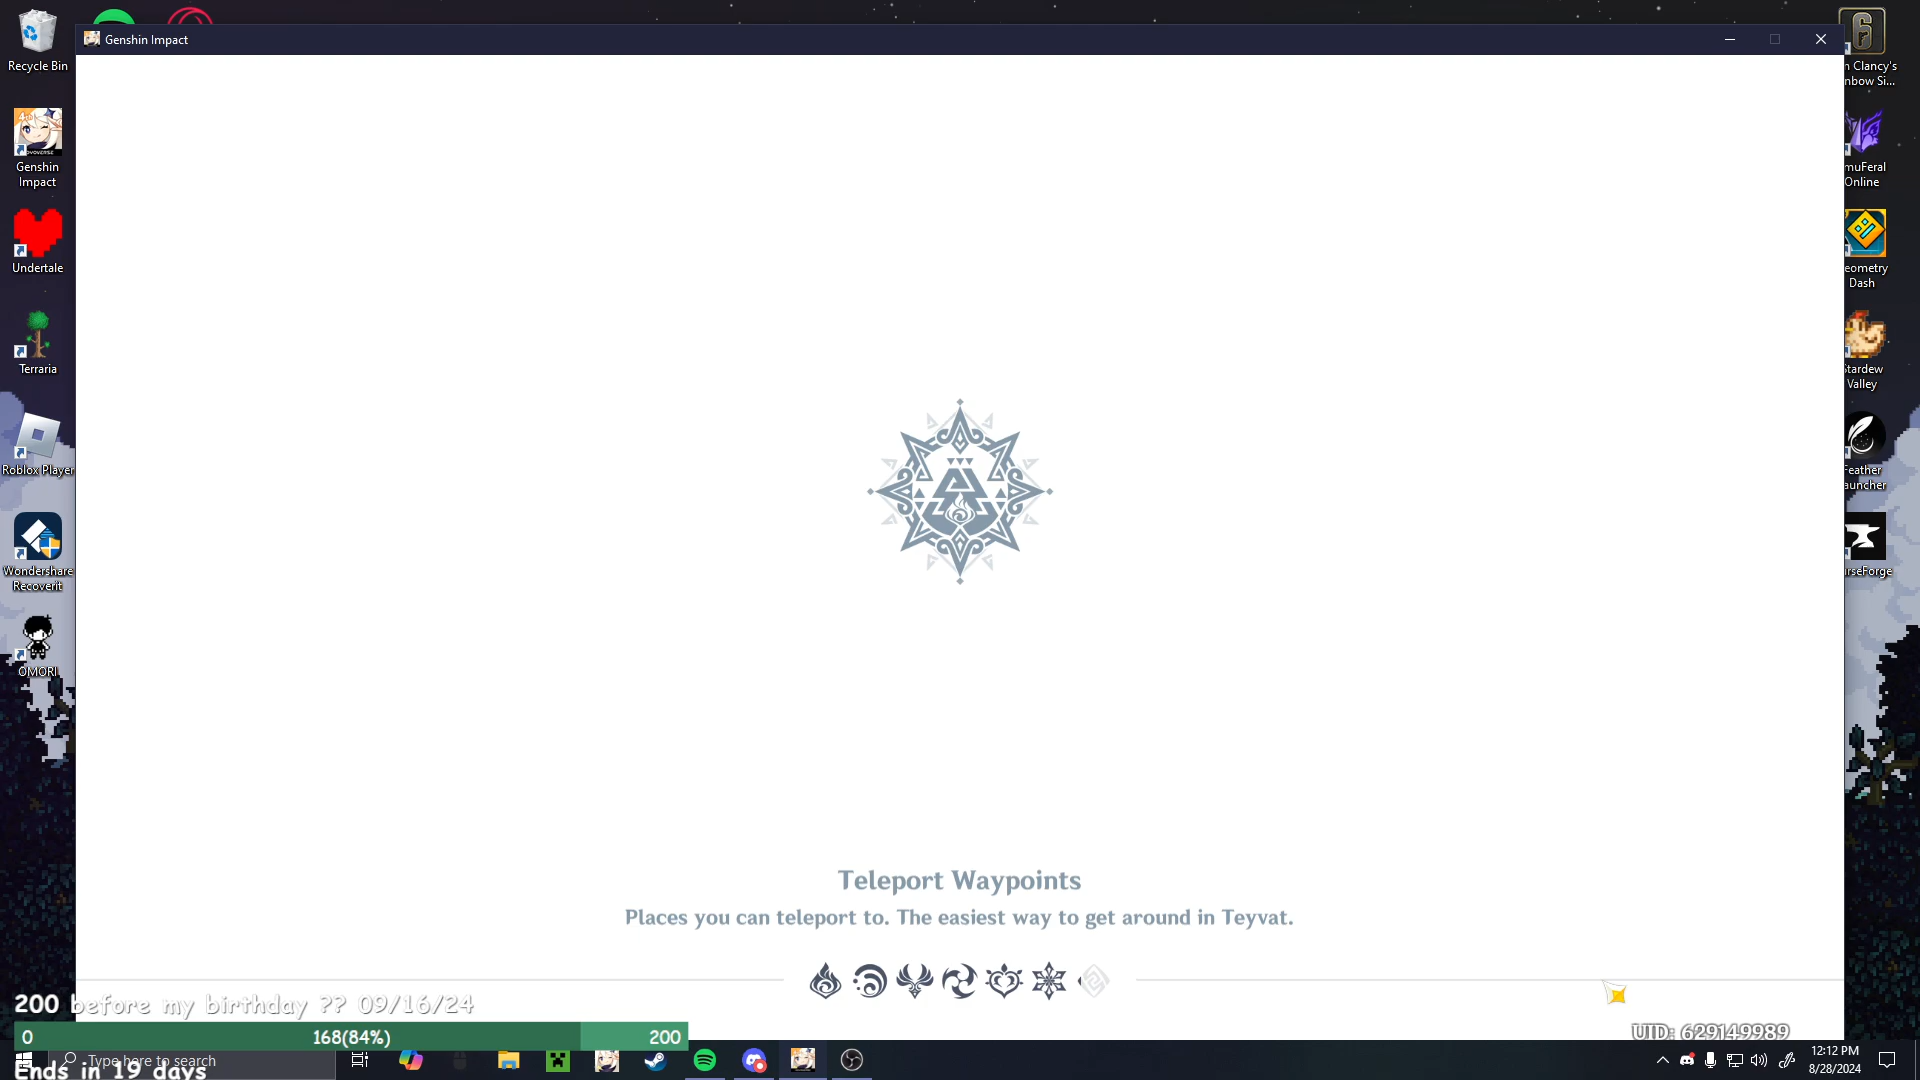 Genshin Impact
Recycle Bin
Genshin
Impact
Undertale
Terraria
Roblox Player
Wondershare
Recoverit
OMORI
n Clancy's
nbow Si...
muFeral
Online
eometry
Dash
Stardew
Valley
Feather
auncher
urseForge
Teleport Waypoints
Places you can teleport to. The easiest way to get around in Teyvat.
UID: 629149989
200 before my birthday ?? 09/16/24
0 168(84%) 200
Type here to search
Ends in 19 days
12:12 PM
8/28/2024